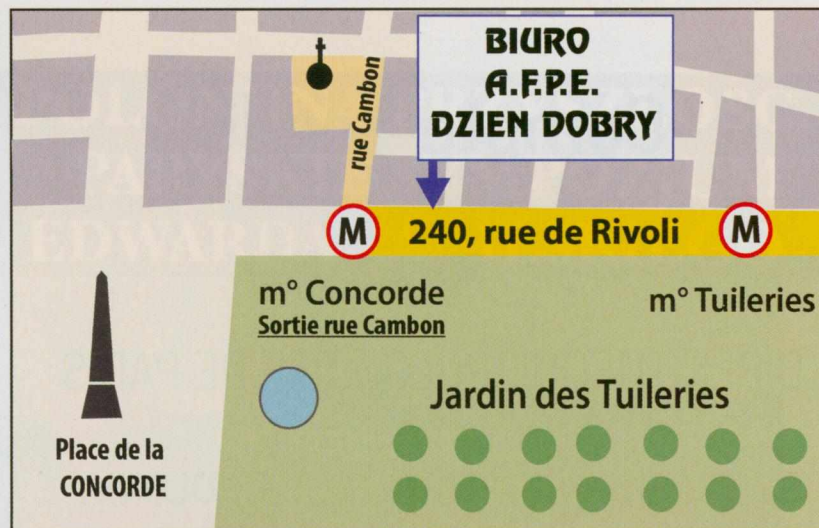 BIURO
A.F.P.E.
DZIEN DOBRY
rue Cambon
M 240, rue de Rivoli M
m° Concorde
Sortie rue Cambon
m° Tuileries
Jardin des Tuileries
Place de la
CONCORDE